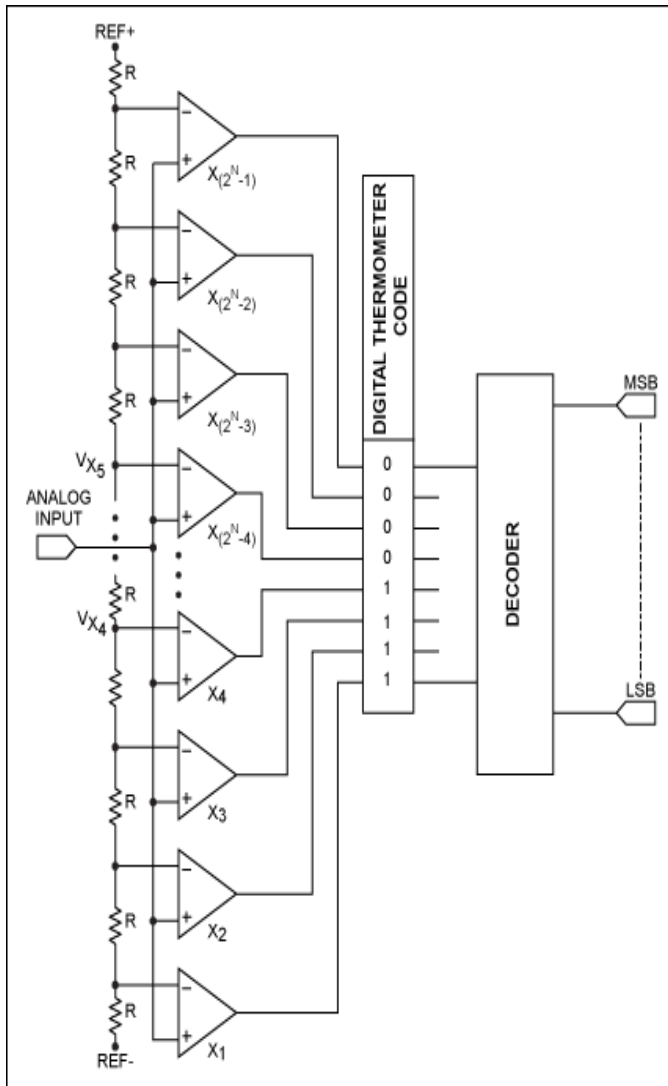 REF+
R
−
+
X(2^N-1)
R
−
+
X(2^N-2)
R
−
+
X(2^N-3)
R
VX5
−
+
X(2^N-4)
ANALOG
INPUT
R
VX4
−
+
X4
−
+
X3
R
−
+
X2
R
−
+
X1
R
REF-
DIGITAL THERMOMETER
CODE
0
0
0
0
1
1
1
1
DECODER
MSB
LSB